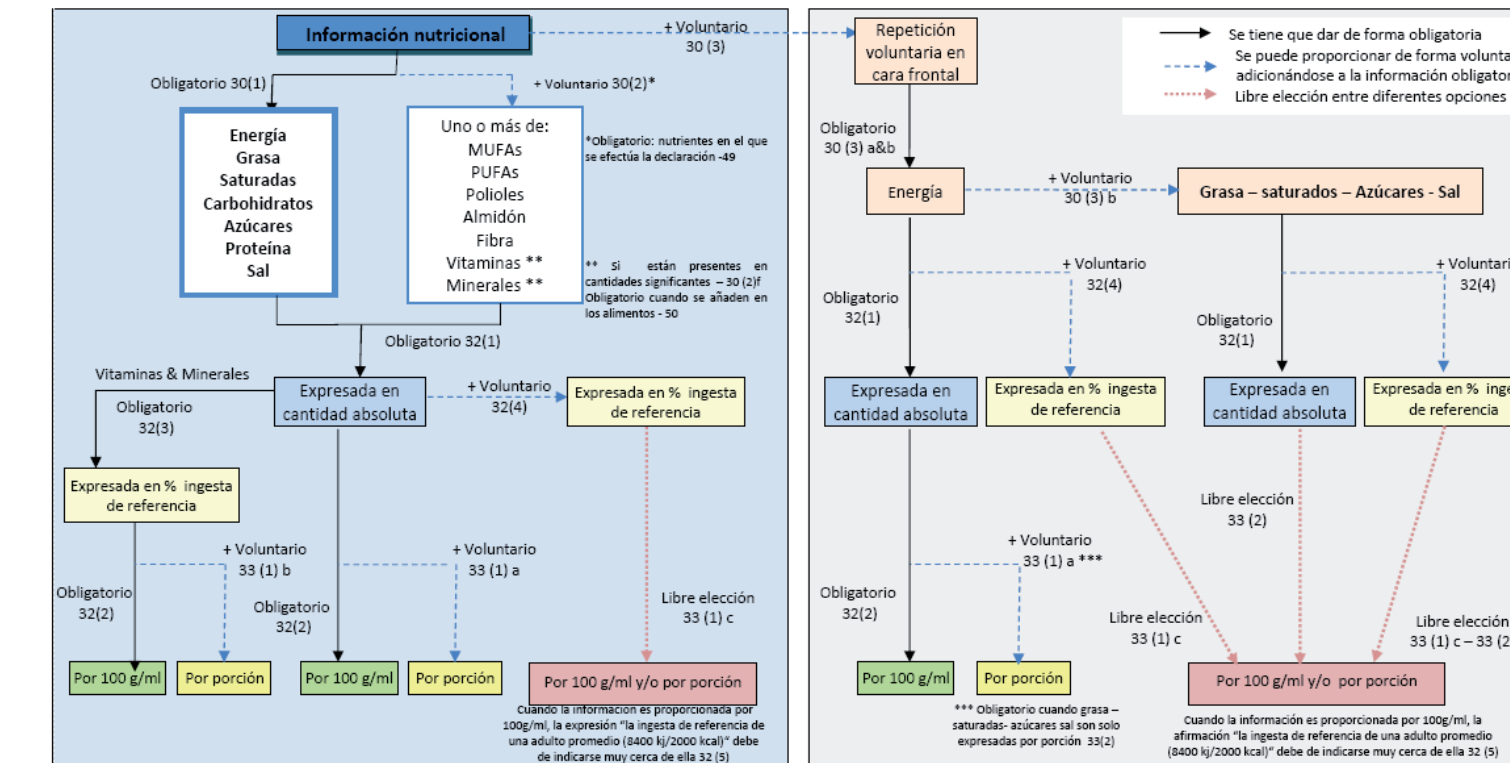 Información nutricional
+ Voluntario
30 (3)
Obligatorio 30(1)
+ Voluntario 30(2)*
Energía
Grasa
Saturadas
Carbohidratos
Azúcares
Proteína
Sal
Uno o más de:
MUFAs
PUFAs
Polioles
Almidón
Fibra
Vitaminas **
Minerales **
*Obligatorio: nutrientes en el que
se efectúa la declaración -49
** Si están presentes en
cantidades significantes – 30 (2)f
Obligatorio cuando se añaden en
los alimentos - 50
Obligatorio 32(1)
Vitaminas & Minerales
Obligatorio
32(3)
Expresada en
cantidad absoluta
+ Voluntario
32(4)
Expresada en % ingesta
de referencia
Expresada en % ingesta
de referencia
+ Voluntario
33 (1) b
+ Voluntario
33 (1) a
Obligatorio
32(2)
Obligatorio
32(2)
Libre elección
33 (1) c
Por 100 g/ml
Por porción
Por 100 g/ml
Por porción
Por 100 g/ml y/o por porción
Cuando la información es proporcionada por
100g/ml, la expresión “la ingesta de referencia de
una adulto promedio (8400 kj/2000 kcal)” debe
de indicarse muy cerca de ella 32 (5)
Repetición
voluntaria en
cara frontal
Se tiene que dar de forma obligatoria
Se puede proporcionar de forma volunta
adicionándose a la información obligator
Libre elección entre diferentes opciones
Obligatorio
30 (3) a&b
Energía
+ Voluntario
30 (3) b
Grasa – saturados – Azúcares - Sal
+ Voluntario
32(4)
+ Voluntari
32(4)
Obligatorio
32(1)
Obligatorio
32(1)
Expresada en
cantidad absoluta
Expresada en % ingesta
de referencia
Expresada en
cantidad absoluta
Expresada en % inge
de referencia
Libre elección
33 (2)
+ Voluntario
33 (1) a ***
Obligatorio
32(2)
Libre elección
33 (1) c
Libre elección
33 (1) c – 33 (2
Por 100 g/ml
Por porción
Por 100 g/ml y/o por porción
*** Obligatorio cuando grasa –
saturadas- azúcares sal son solo
expresadas por porción 33(2)
Cuando la información es proporcionada por 100g/ml, la
afirmación “la ingesta de referencia de una adulto promedio
(8400 kj/2000 kcal)” debe de indicarse muy cerca de ella 32 (5)